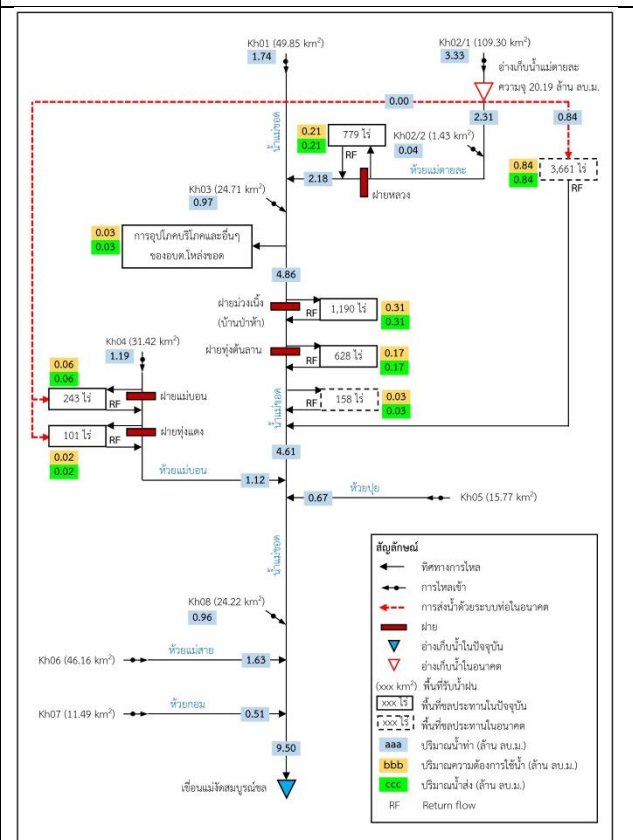 Kh01 (49.85 km²)
1.74
Kh02/1 (109.30 km²)
3.33
อ่างเก็บน้ำแม่ตายละ
ความจุ 20.19 ล้าน ลบ.ม.
0.00
2.31
0.84
น้ำแม่ขอด
0.21
0.21
779 ไร่
RF
Kh02/2 (1.43 km²)
0.04
ห้วยแม่ตายละ
2.18
ฝายหลวง
0.84
0.84
3,661 ไร่
RF
Kh03 (24.71 km²)
0.97
0.03
0.03
การอุปโภคบริโภคและอื่นๆ
ของอบต.โหล่งขอด
4.86
ฝายม่วงเนิ้ง
(บ้านป่าห้า)
RF
1,190 ไร่
0.31
0.31
ฝายทุ่งต้นลาน
RF
628 ไร่
0.17
0.17
Kh04 (31.42 km²)
1.19
0.06
0.06
243 ไร่
RF
ฝายแม่บอน
น้ำแม่ขอด
RF
158 ไร่
0.03
0.03
101 ไร่
RF
ฝายทุ่งแดง
0.02
0.02
4.61
ห้วยแม่บอน
1.12
0.67
ห้วยปุย
Kh05 (15.77 km²)
น้ำแม่ขอด
Kh08 (24.22 km²)
0.96
Kh06 (46.16 km²)
ห้วยแม่สาย
1.63
Kh07 (11.49 km²)
ห้วยกอม
0.51
9.50
เขื่อนแม่งัดสมบูรณ์ชล
สัญลักษณ์
ทิศทางการไหล
การไหลเข้า
การส่งน้ำด้วยระบบท่อในอนาคต
ฝาย
อ่างเก็บน้ำในปัจจุบัน
อ่างเก็บน้ำในอนาคต
(xxx km²) พื้นที่รับน้ำฝน
xxx ไร่ พื้นที่ชลประทานในปัจจุบัน
xxx ไร่ พื้นที่ชลประทานในอนาคต
aaa ปริมาณน้ำท่า (ล้าน ลบ.ม.)
bbb ปริมาณความต้องการใช้น้ำ (ล้าน ลบ.ม.)
ccc ปริมาณน้ำส่ง (ล้าน ลบ.ม.)
RF Return flow